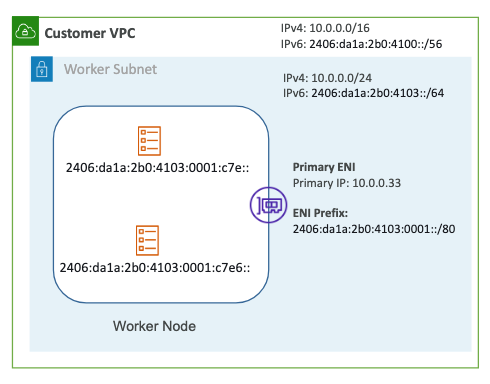 Customer VPC
IPv4: 10.0.0.0/16
IPv6: 2406:da1a:2b0:4100::/56
Worker Subnet
IPv4: 10.0.0.0/24
IPv6: 2406:da1a:2b0:4103::/64
2406:da1a:2b0:4103:0001:c7e::
Primary ENI
Primary IP: 10.0.0.33
ENI Prefix:
2406:da1a:2b0:4103:0001::/80
2406:da1a:2b0:4103:0001:c7e6::
Worker Node